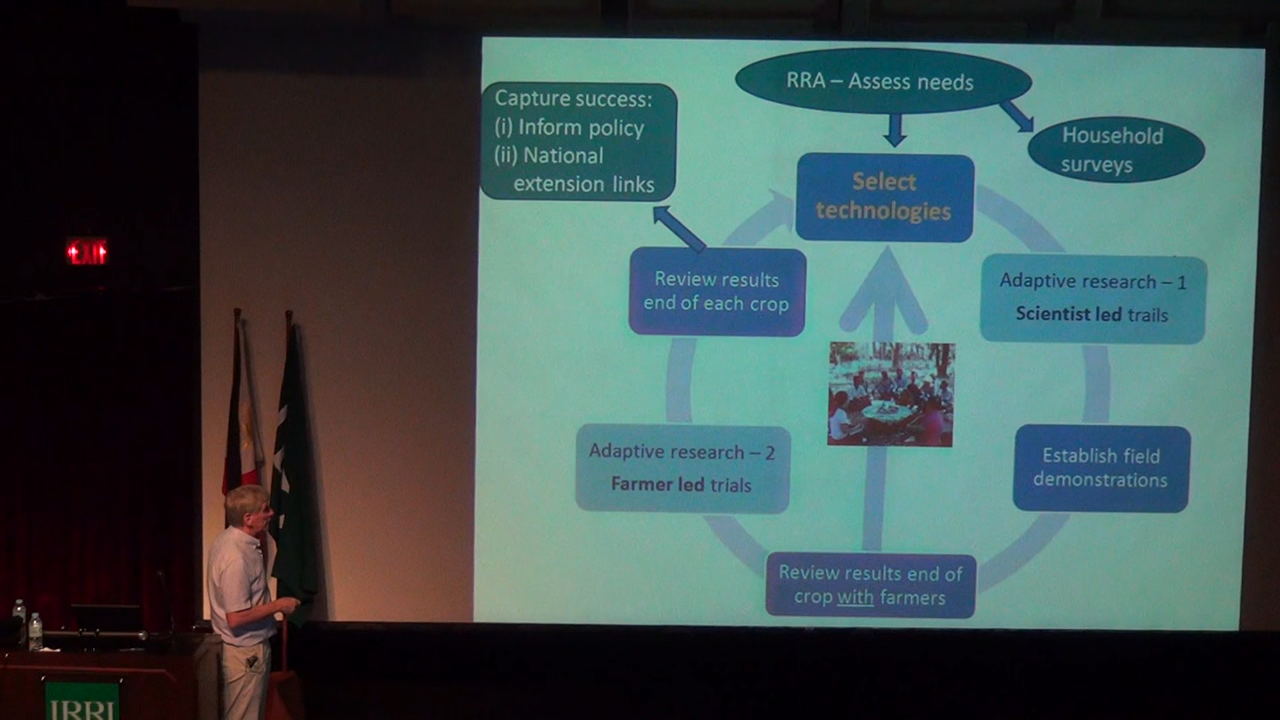 RRA – Assess needs
Household
surveys
Capture success:
(i) Inform policy
(ii) National
extension links
Select
technologies
Adaptive research – 1
Scientist led trails
Establish field
demonstrations
Review results end of
crop with farmers
Adaptive research – 2
Farmer led trials
Review results
end of each crop
EXIT
IRRI